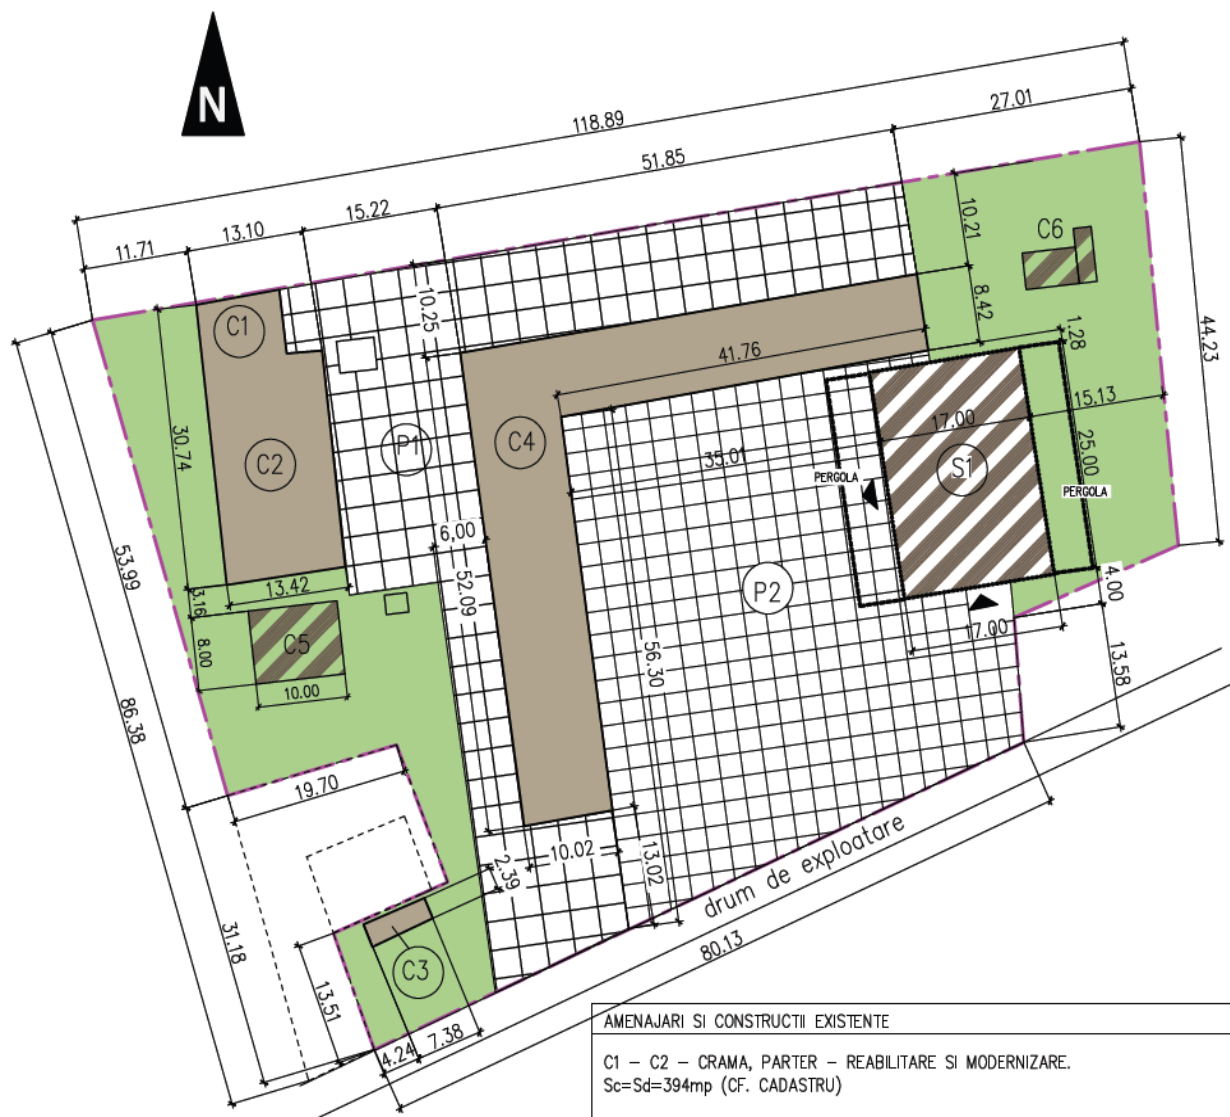 N
118.89
27.01
51.85
15.22
13.10
11.71
10.21
C6
8.42
44.23
C1
10.25
1.28
41.76
15.13
17.00
30.74
C2
P1
C4
35.01
S1
25.00
PERGOLA
PERGOLA
6,00
53.99
13.42
52.09
P2
4.00
3.16
C5
8.00
17.00
56.30
13.58
10.00
86.38
19.70
10.02
2.39
13.02
drum de exploatare
31.18
80.13
C3
13.51
7.38
4.24
AMENAJARI SI CONSTRUCTII EXISTENTE
C1 - C2 - CRAMA, PARTER - REABILITARE SI MODERNIZARE.
Sc=Sd=394mp (CF. CADASTRU)